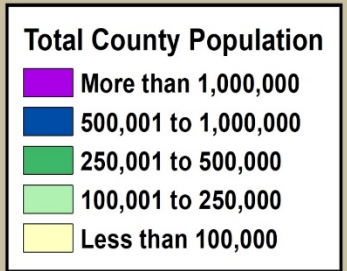 Total County Population
More than 1,000,000
500,001 to 1,000,000
250,001 to 500,000
100,001 to 250,000
Less than 100,000